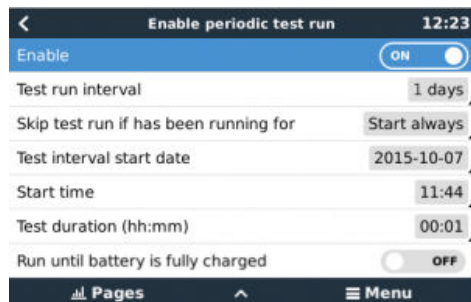 Enable periodic test run 12:23
Enable ON
Test run interval 1 days
Skip test run if has been running for Start always
Test interval start date 2015-10-07
Start time 11:44
Test duration (hh:mm) 00:01
Run until battery is fully charged OFF
Pages Menu